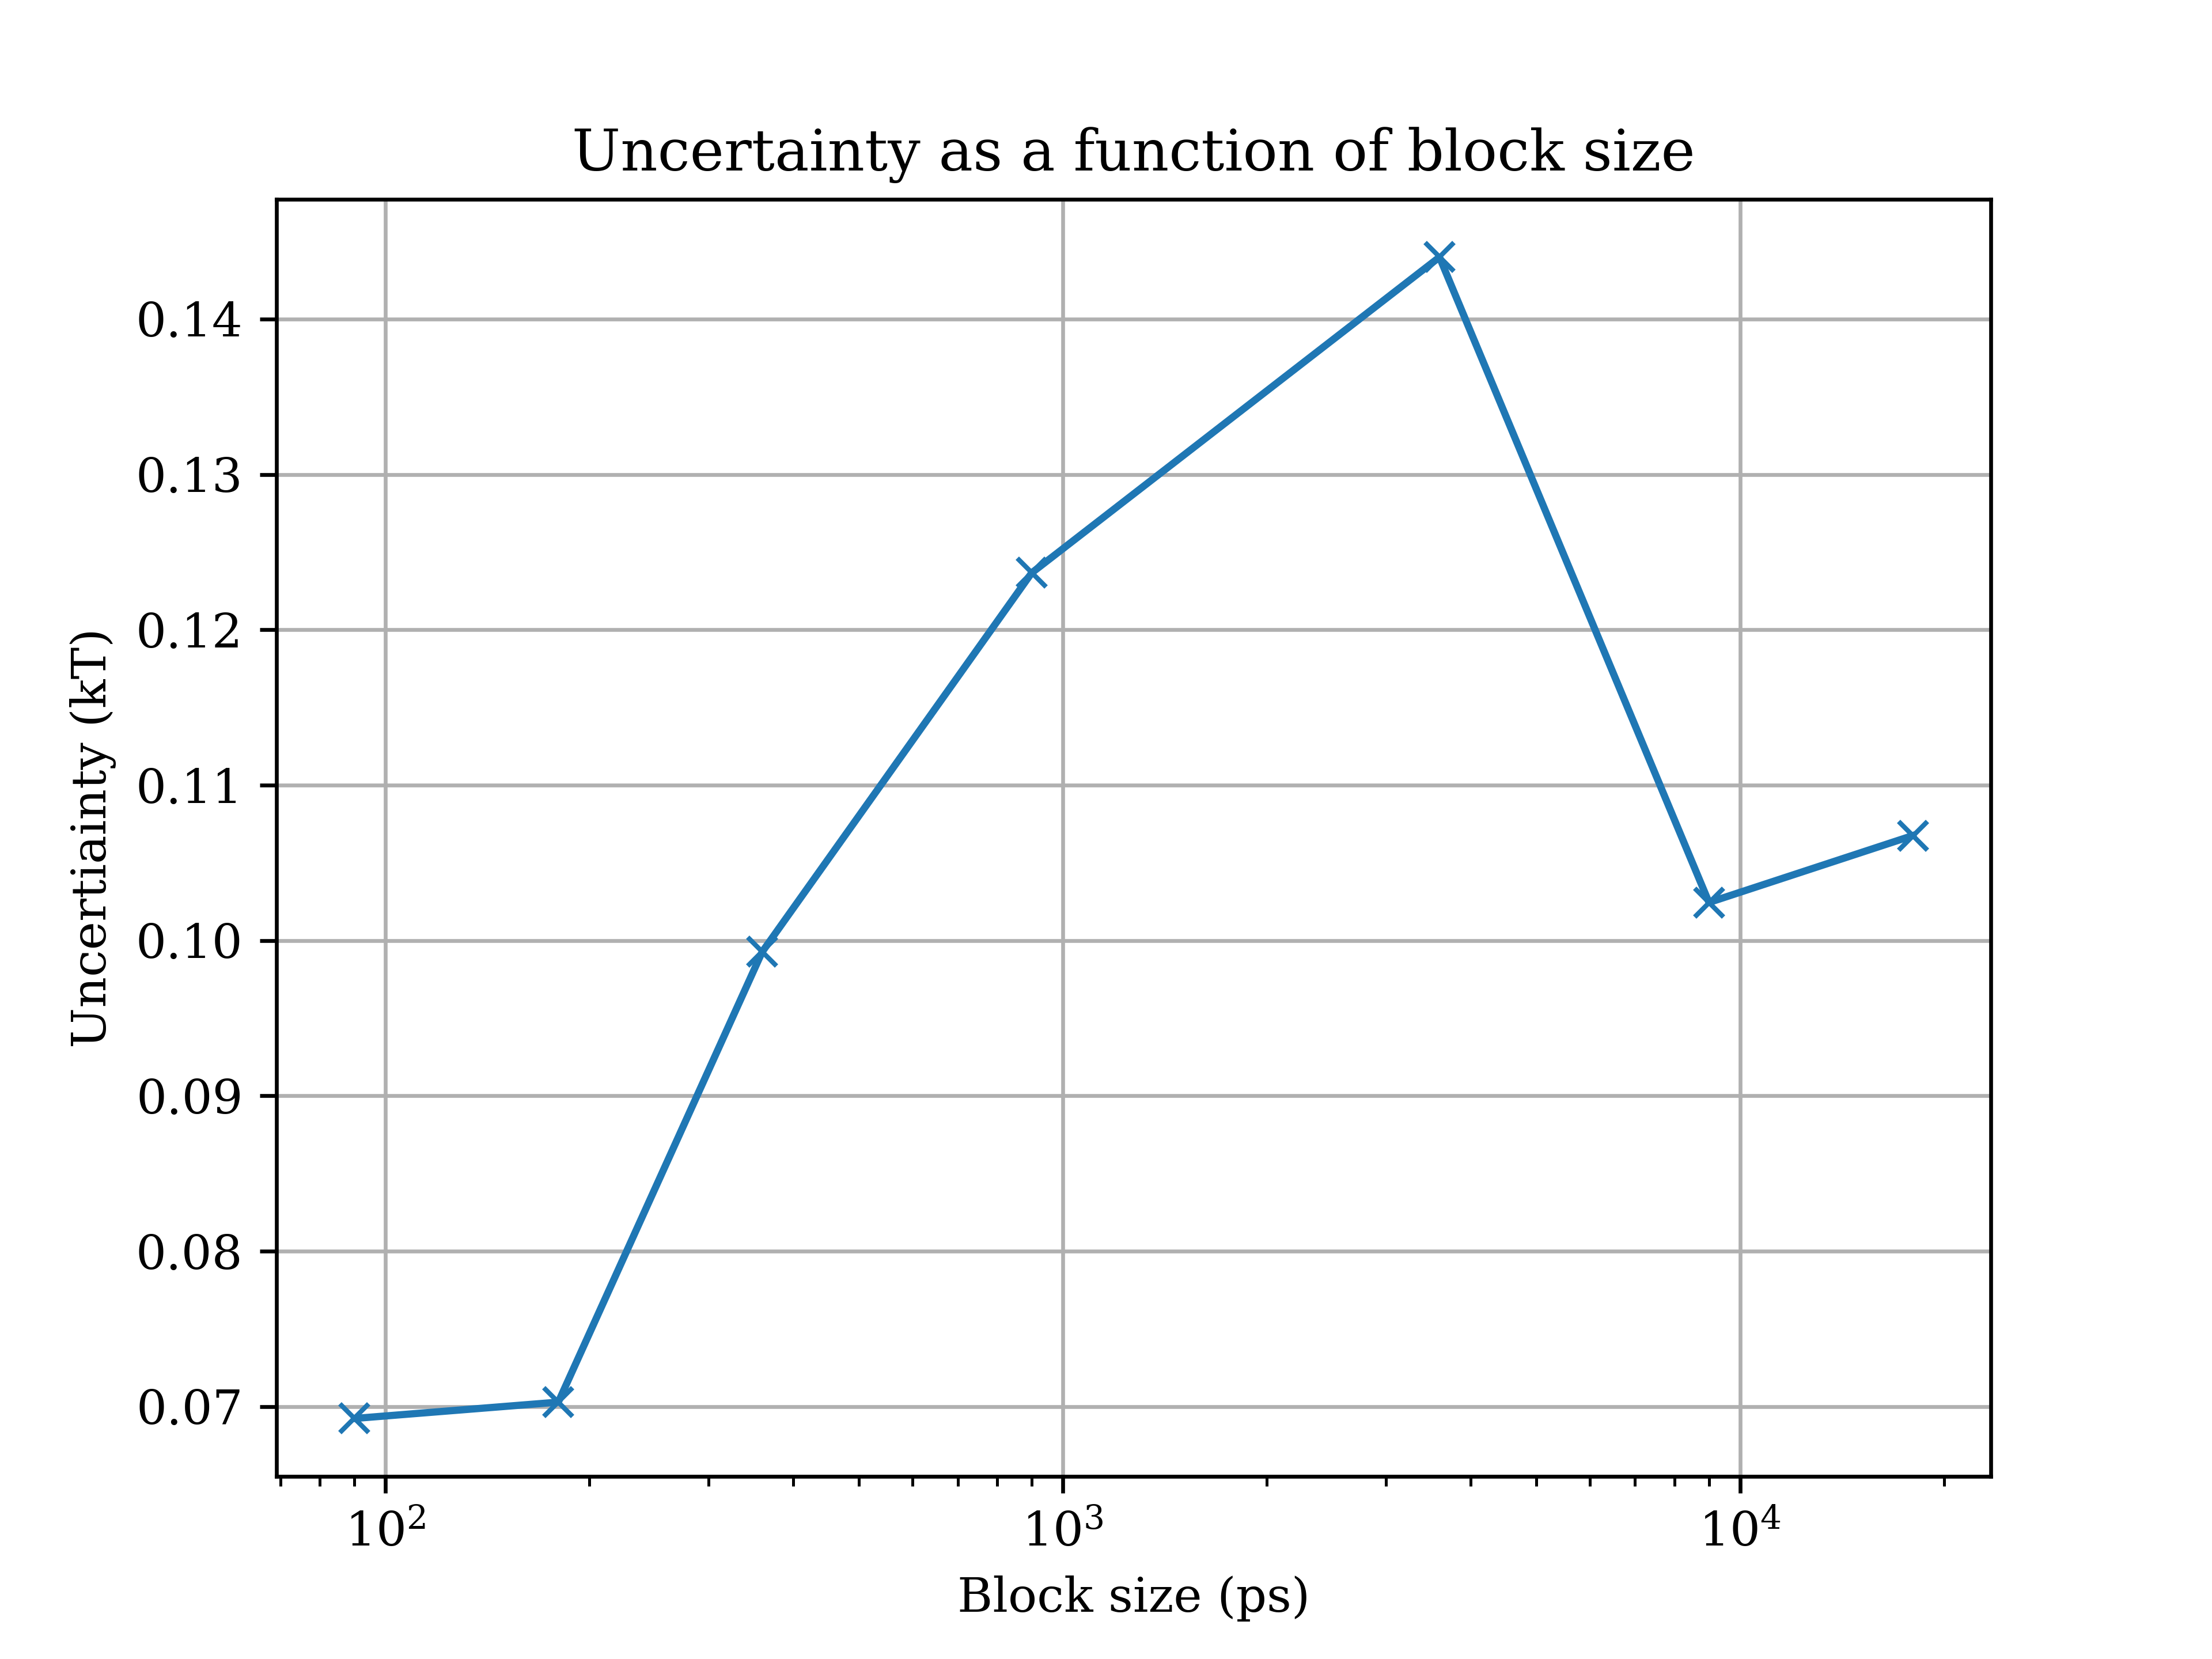 Uncertainty as a function of block size
Uncertiainty (kT)
0.14
0.13
0.12
0.11
0.10
0.09
0.08
0.07
10² 10³ 10⁴
Block size (ps)